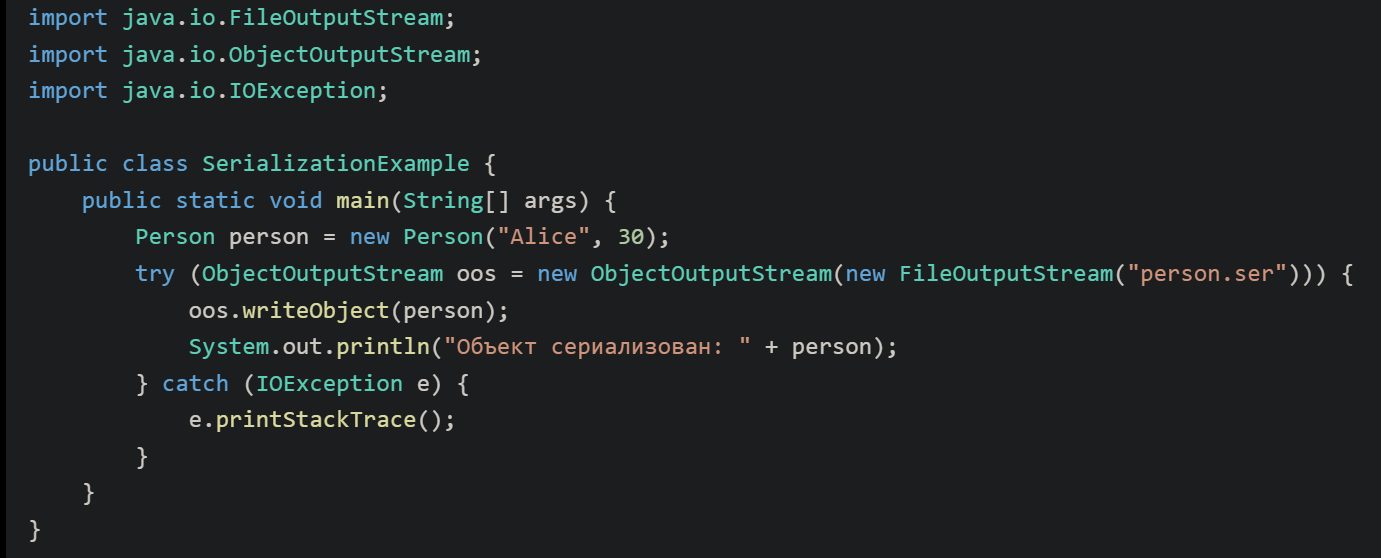 import java.io.FileOutputStream;
import java.io.ObjectOutputStream;
import java.io.IOException;

public class SerializationExample {
    public static void main(String[] args) {
        Person person = new Person("Alice", 30);
        try (ObjectOutputStream oos = new ObjectOutputStream(new FileOutputStream("person.ser"))) {
            oos.writeObject(person);
            System.out.println("Объект сериализован: " + person);
        } catch (IOException e) {
            e.printStackTrace();
        }
    }
}